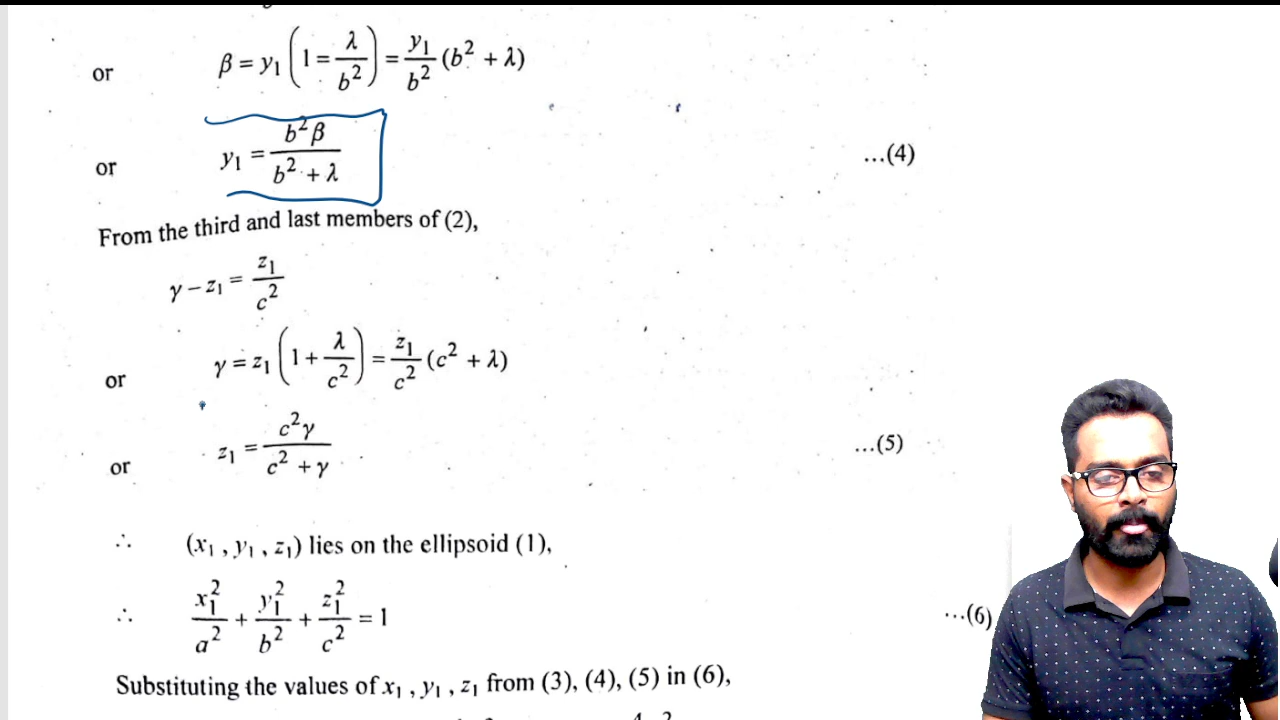 or β = y₁ (1 = λ/b²) = y₁/b² (b² + λ)
or y₁ = b²β/(b² + λ) ...(4)
From the third and last members of (2),
γ − z₁ = z₁/c²
or γ = z₁ (1 + λ/c²) = z₁/c² (c² + λ)
or z₁ = c²γ/(c² + γ) ...(5)
∴ (x₁ , y₁ , z₁) lies on the ellipsoid (1),
∴ x₁²/a² + y₁²/b² + z₁²/c² = 1 ...(6)
Substituting the values of x₁ , y₁ , z₁ from (3), (4), (5) in (6),